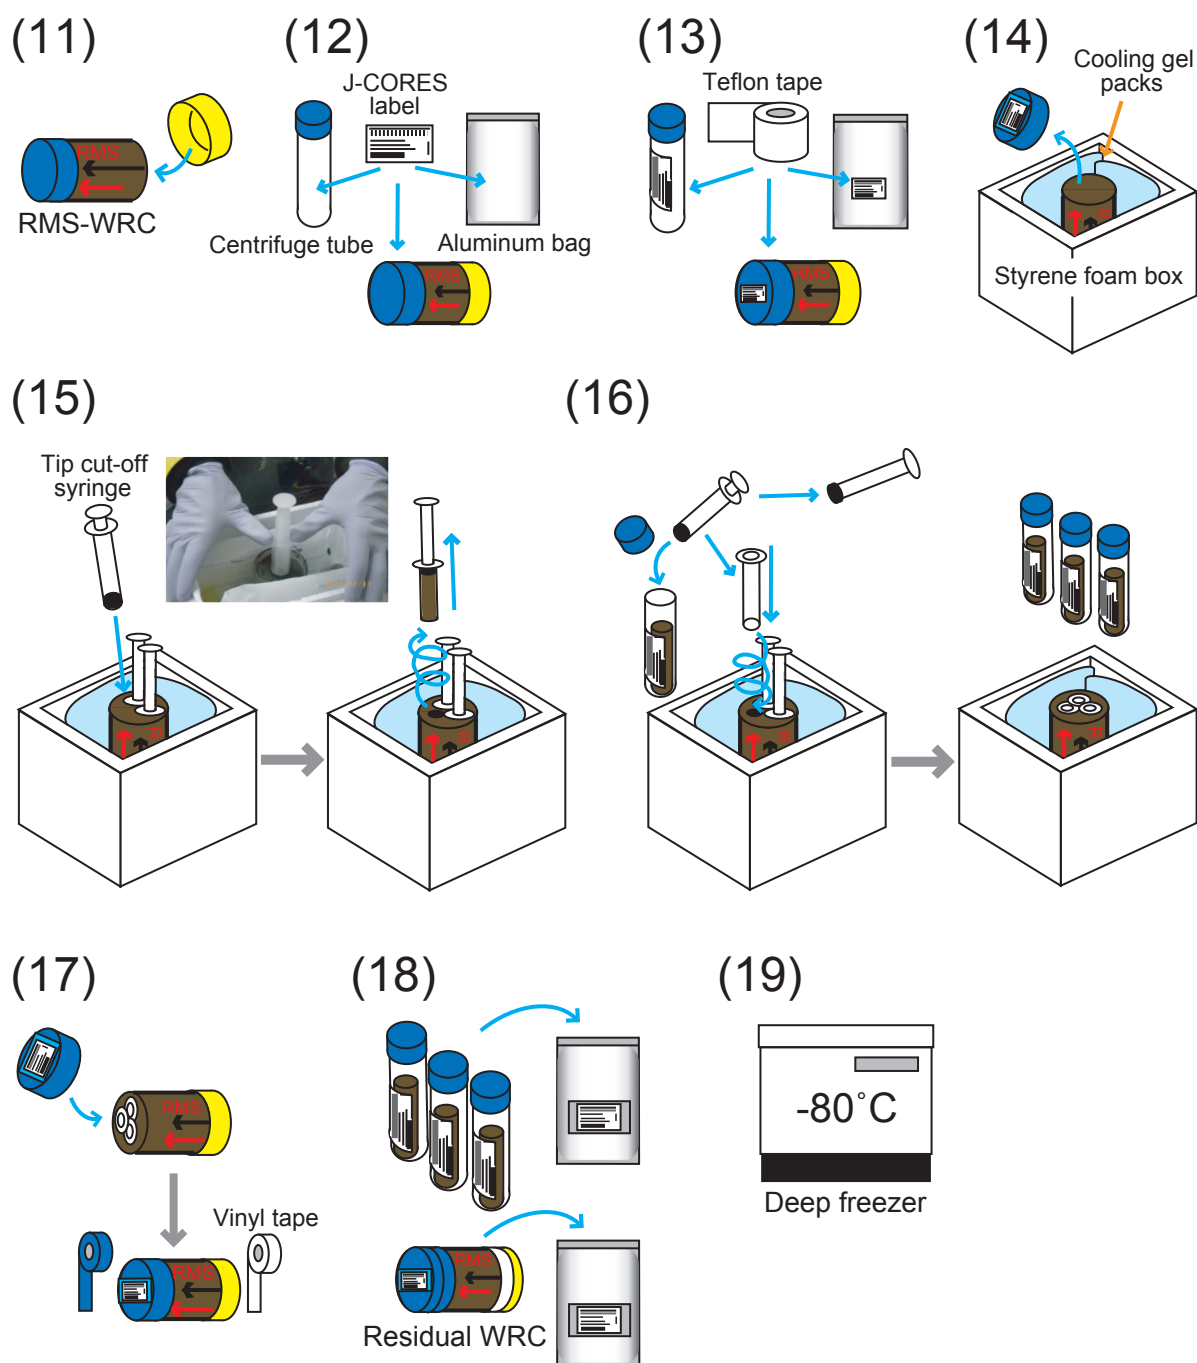 (11)
(12)
(13)
(14)
J-CORES
label
Teflon tape
Cooling gel
packs
RMS
RMS-WRC
Centrifuge tube
Aluminum bag
RMS
RMS
R
Styrene foam box
(15)
(16)
Tip cut-off
syringe
R
R
R
R
(17)
(18)
(19)
RMS
-80°C
Deep freezer
Vinyl tape
RMS
RMS
Residual WRC